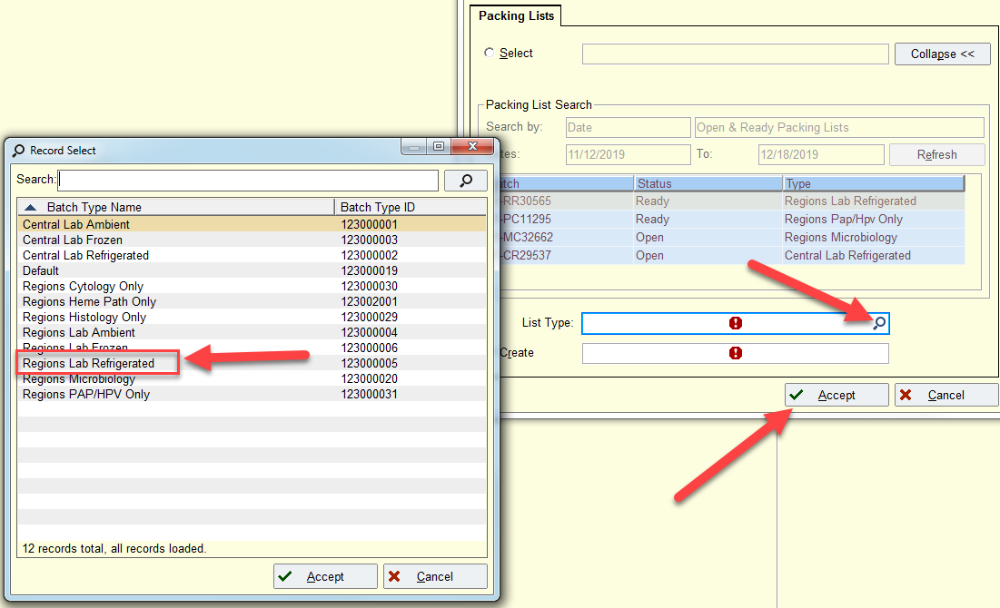 Packing Lists
Select
Collapse <<
Packing List Search
Search by: Date Open & Ready Packing Lists
11/12/2019 To: 12/18/2019 Refresh
Status Type
-RR30565 Ready Regions Lab Refrigerated
-PC11295 Ready Regions Pap/Hpv Only
-MC32662 Open Regions Microbiology
-CR29537 Open Central Lab Refrigerated
List Type:
Create
Accept Cancel
Record Select
Search:
Batch Type Name Batch Type ID
Central Lab Ambient 123000001
Central Lab Frozen 123000003
Central Lab Refrigerated 123000002
Default 123000019
Regions Cytology Only 123000030
Regions Heme Path Only 123002001
Regions Histology Only 123000029
Regions Lab Ambient 123000004
Regions Lab Frozen 123000006
Regions Lab Refrigerated 123000005
Regions Microbiology 123000020
Regions PAP/HPV Only 123000031
12 records total, all records loaded.
Accept Cancel